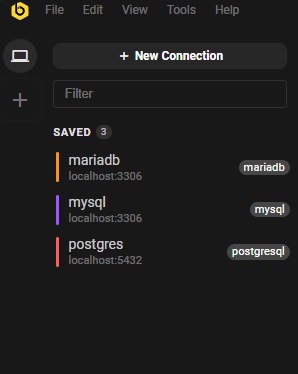 File Edit View Tools Help
+ New Connection
Filter
SAVED 3
mariadb
localhost:3306
mariadb
mysql
localhost:3306
mysql
postgres
localhost:5432
postgresql